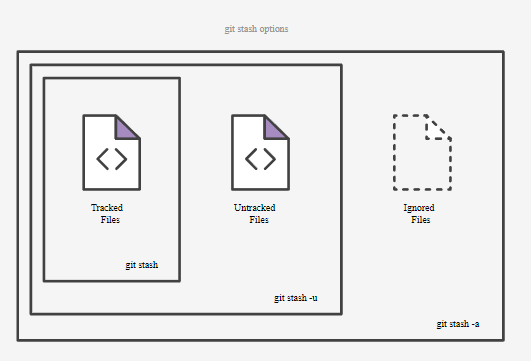 git stash options
Tracked
Files
Untracked
Files
Ignored
Files
git stash
git stash -u
git stash -a